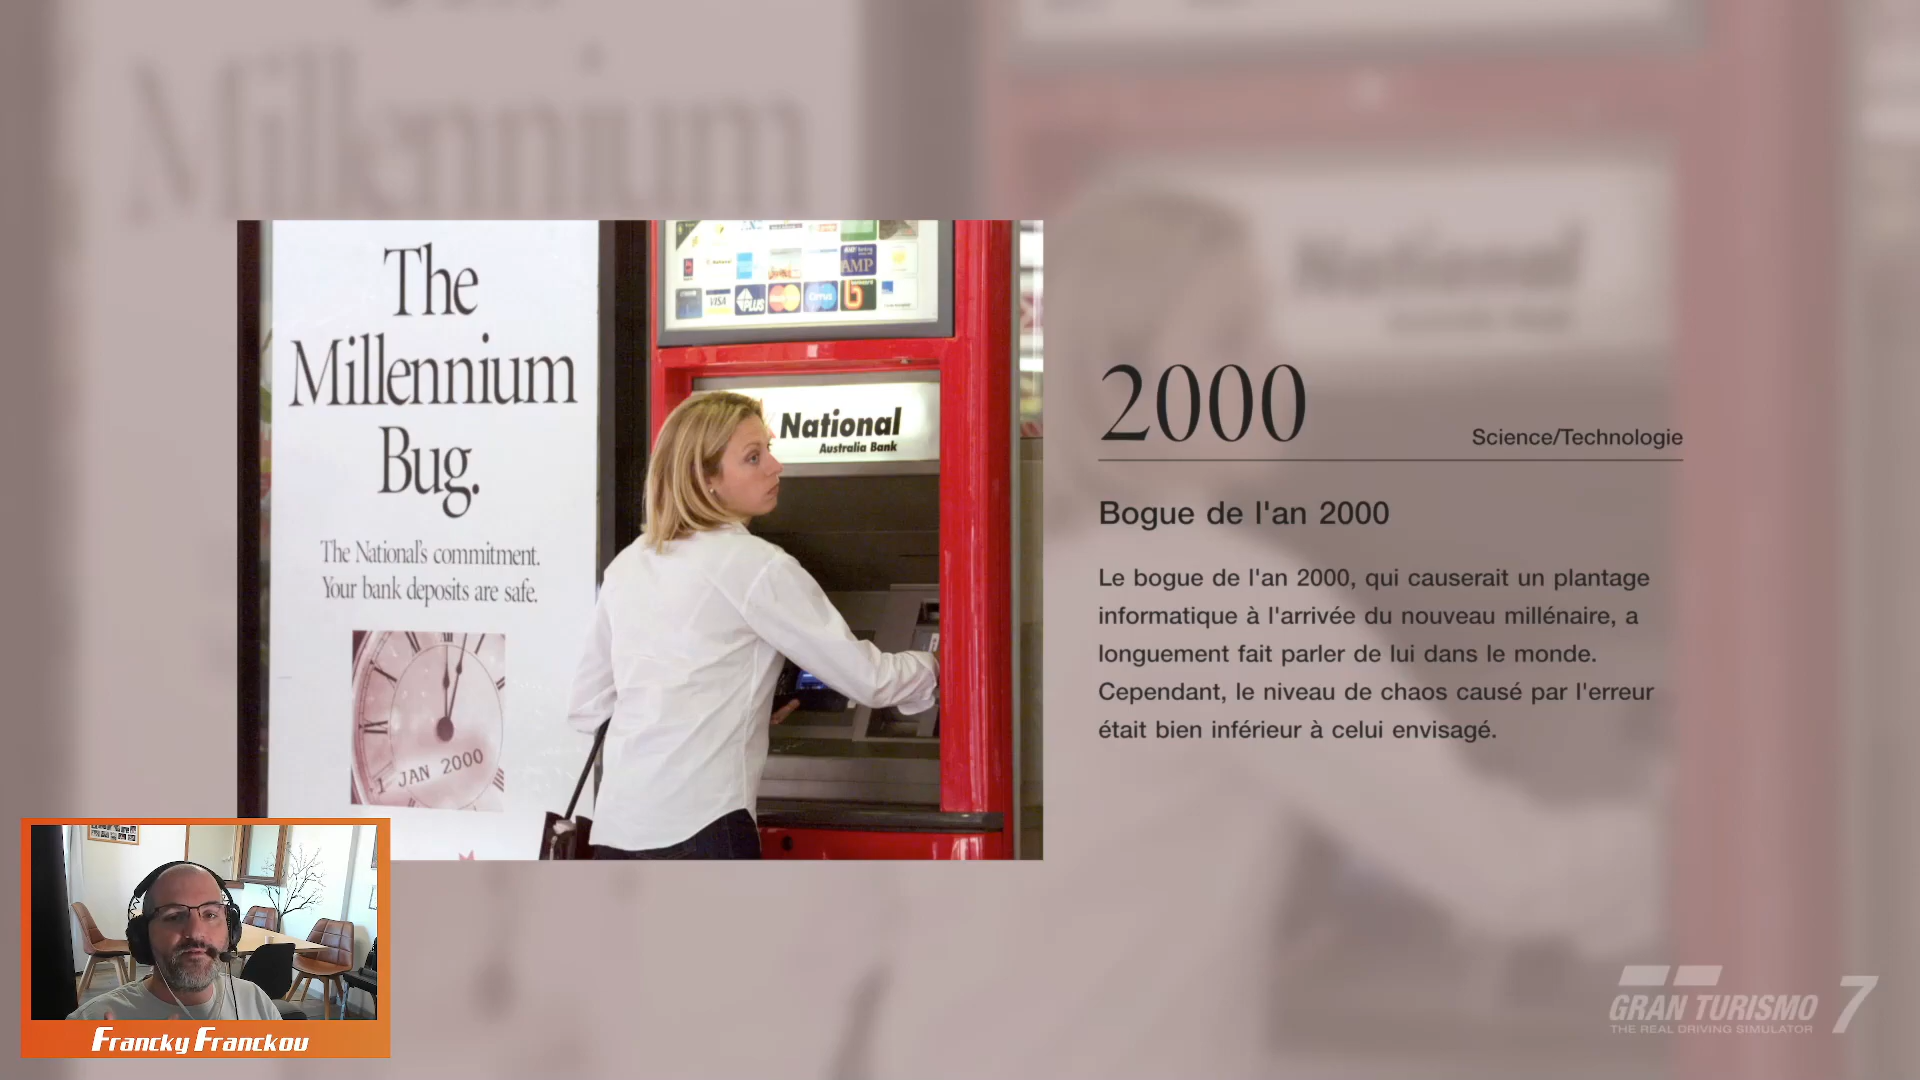 The
Millennium
Bug.
The National's commitment.
Your bank deposits are safe.
1 JAN 2000
AMP
VISA
PLUS
MasterCard
Cirrus
National
Australia Bank
2000
Science/Technologie
Bogue de l'an 2000
Le bogue de l'an 2000, qui causerait un plantage
informatique à l'arrivée du nouveau millénaire, a
longuement fait parler de lui dans le monde.
Cependant, le niveau de chaos causé par l'erreur
était bien inférieur à celui envisagé.
Francky Franckou
GRAN TURISMO 7
THE REAL DRIVING SIMULATOR